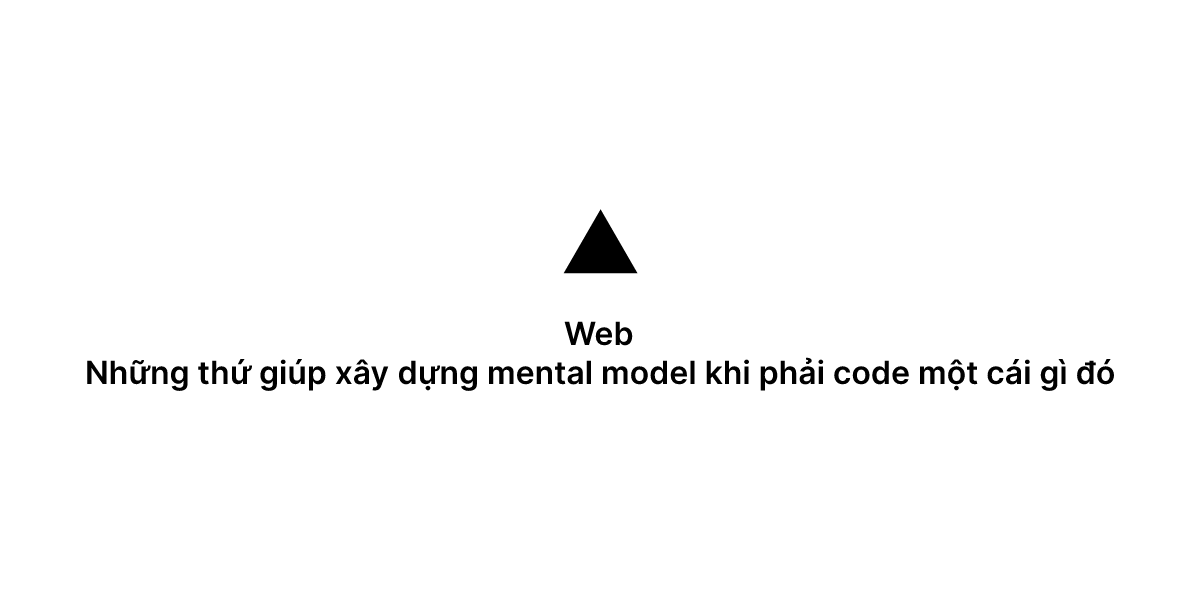 Web
Những thứ giúp xây dựng mental model khi phải code một cái gì đó